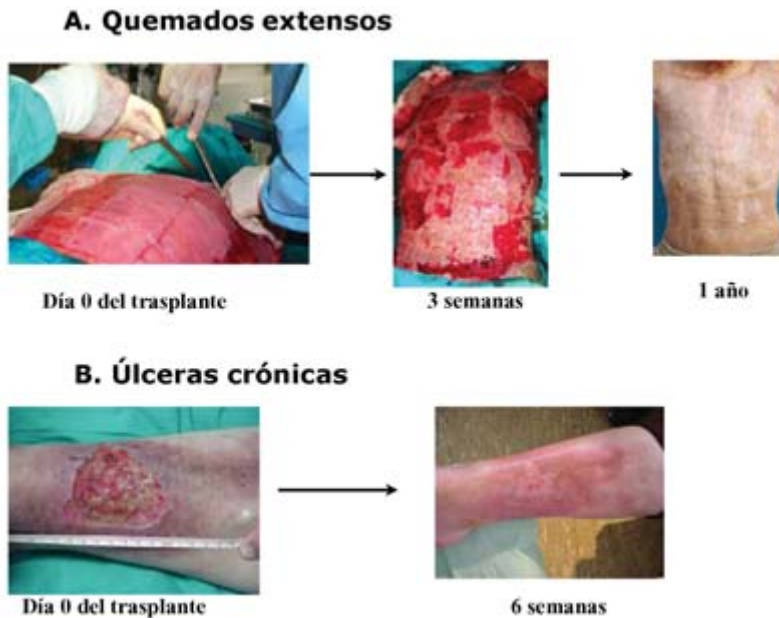 A. Quemados extensos
Día 0 del trasplante
3 semanas
1 año
B. Úlceras crónicas
Día 0 del trasplante
6 semanas